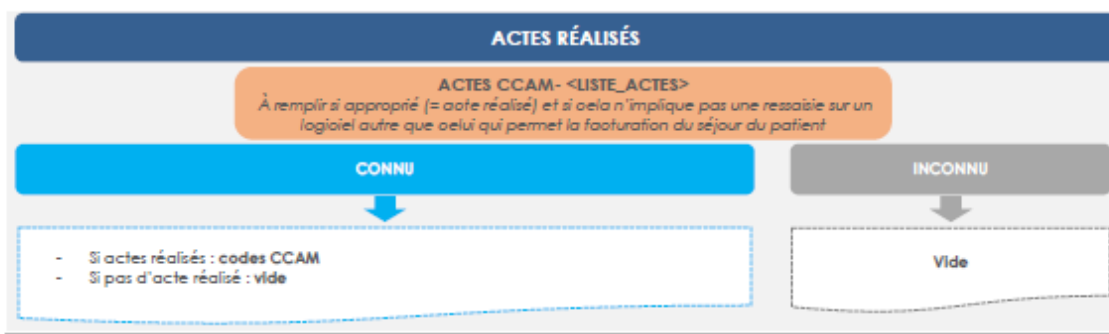 ACTES RÉALISÉS
ACTES CCAM- <LISTE_ACTES>
À remplir si approprié (= acte réalisé) et si cela n'implique pas une ressaisie sur un
logiciel autre que celui qui permet la facturation du séjour du patient
CONNU
INCONNU
- Si actes réalisés : codes CCAM
- Si pas d'acte réalisé : vide
Vide